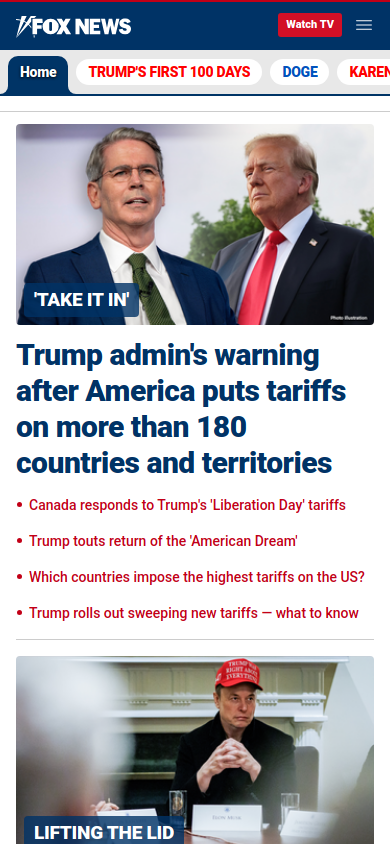 FOX NEWS
Watch TV
Home
TRUMP'S FIRST 100 DAYS
DOGE
KAREN
'TAKE IT IN'
Photo Illustration
Trump admin's warning
after America puts tariffs
on more than 180
countries and territories
• Canada responds to Trump's 'Liberation Day' tariffs
• Trump touts return of the 'American Dream'
• Which countries impose the highest tariffs on the US?
• Trump rolls out sweeping new tariffs — what to know
TRUMP WAS
RIGHT ABOUT
EVERYTHING!
LIFTING THE LID